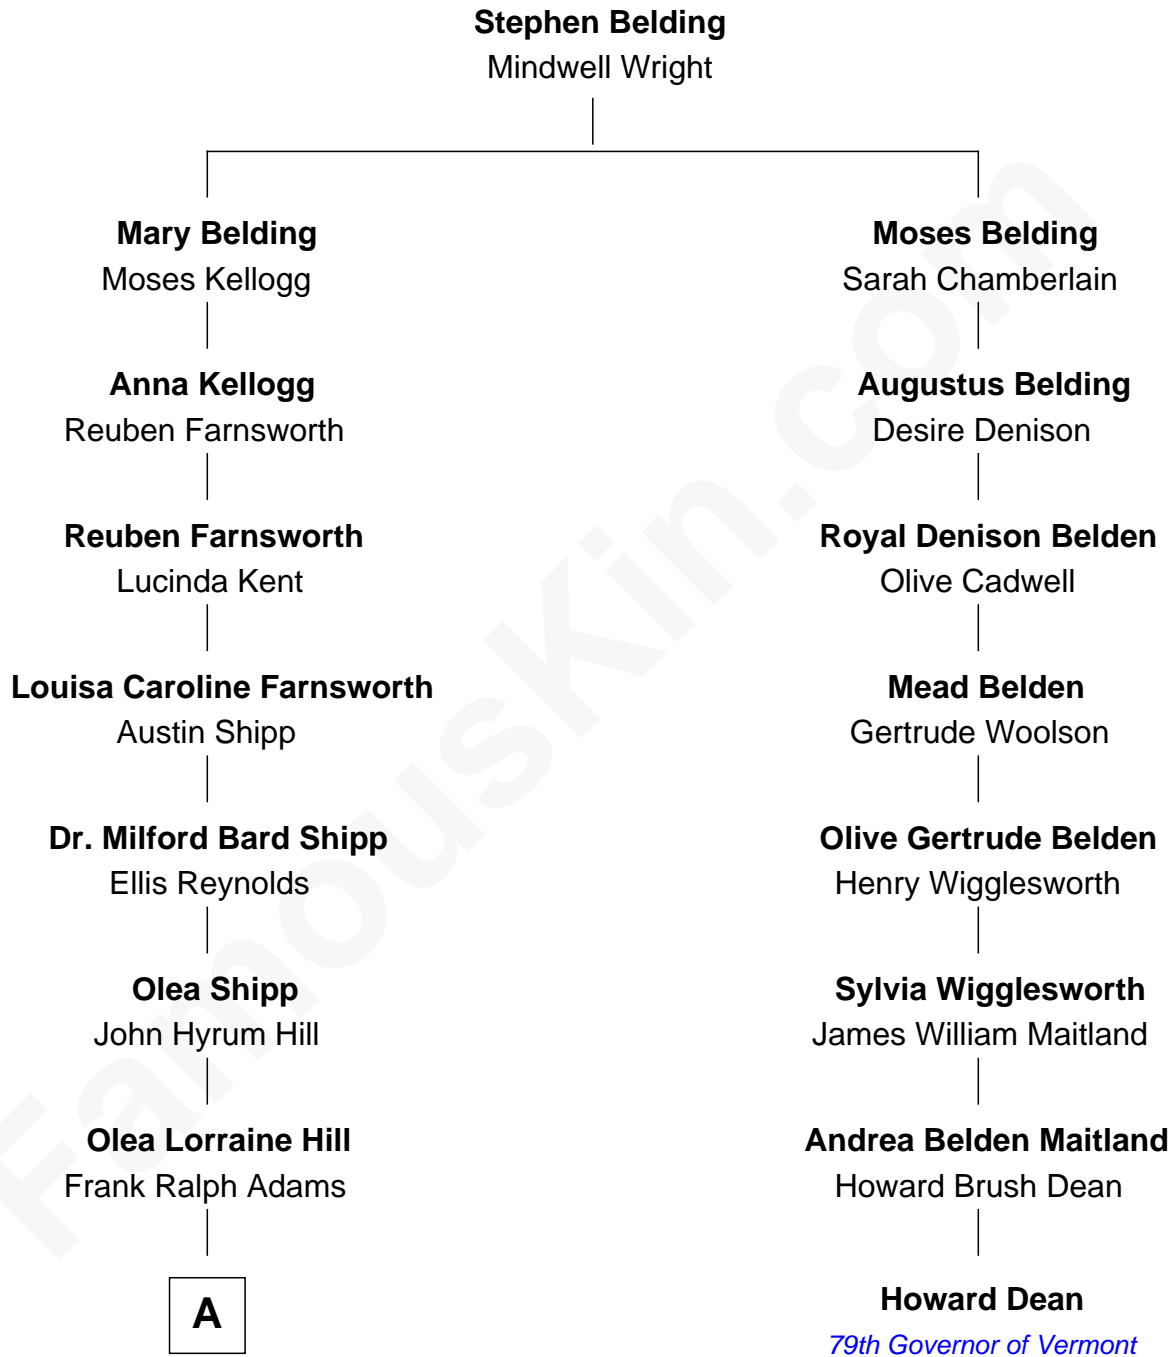 Stephen Belding
Mindwell Wright
Mary Belding
Moses Kellogg
Anna Kellogg
Reuben Farnsworth
Reuben Farnsworth
Lucinda Kent
Louisa Caroline Farnsworth
Austin Shipp
Dr. Milford Bard Shipp
Ellis Reynolds
Olea Shipp
John Hyrum Hill
Olea Lorraine Hill
Frank Ralph Adams
A
Moses Belding
Sarah Chamberlain
Augustus Belding
Desire Denison
Royal Denison Belden
Olive Cadwell
Mead Belden
Gertrude Woolson
Olive Gertrude Belden
Henry Wigglesworth
Sylvia Wigglesworth
James William Maitland
Andrea Belden Maitland
Howard Brush Dean
Howard Dean
79th Governor of Vermont
FamousKin.com